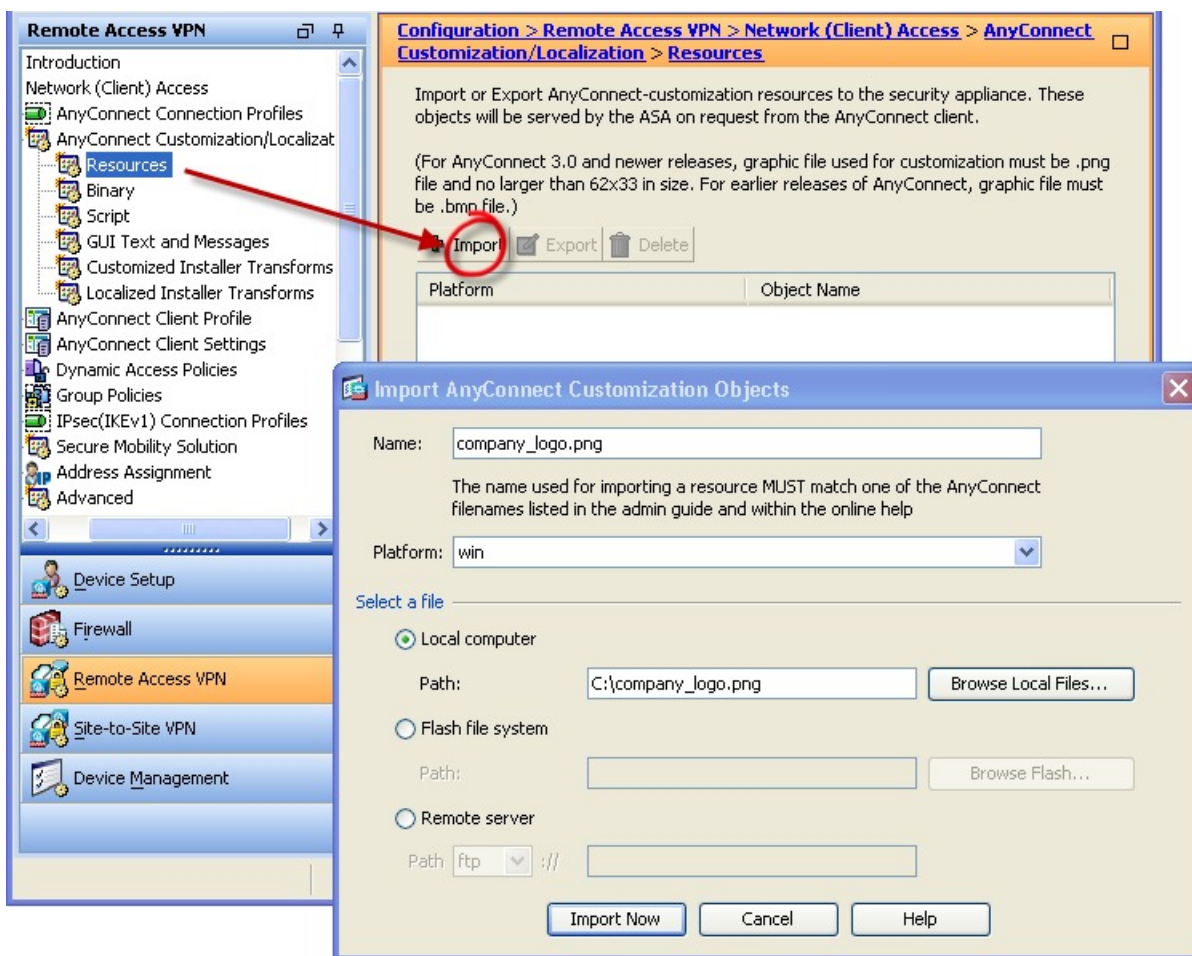 Remote Access VPN
Introduction
Network (Client) Access
AnyConnect Connection Profiles
AnyConnect Customization/Localizat
Resources
Binary
Script
GUI Text and Messages
Customized Installer Transforms
Localized Installer Transforms
AnyConnect Client Profile
AnyConnect Client Settings
Dynamic Access Policies
Group Policies
IPsec(IKEv1) Connection Profiles
Secure Mobility Solution
Address Assignment
Advanced
Device Setup
Firewall
Remote Access VPN
Site-to-Site VPN
Device Management
Configuration > Remote Access VPN > Network (Client) Access > AnyConnect
Customization/Localization > Resources
Import or Export AnyConnect-customization resources to the security appliance. These
objects will be served by the ASA on request from the AnyConnect client.
(For AnyConnect 3.0 and newer releases, graphic file used for customization must be .png
file and no larger than 62x33 in size. For earlier releases of AnyConnect, graphic file must
be .bmp file.)
Import Export Delete
Platform Object Name
Import AnyConnect Customization Objects
Name: company_logo.png
The name used for importing a resource MUST match one of the AnyConnect
filenames listed in the admin guide and within the online help
Platform: win
Select a file
Local computer
Path: C:\company_logo.png Browse Local Files...
Flash file system
Path: Browse Flash...
Remote server
Path ftp ://
Import Now Cancel Help